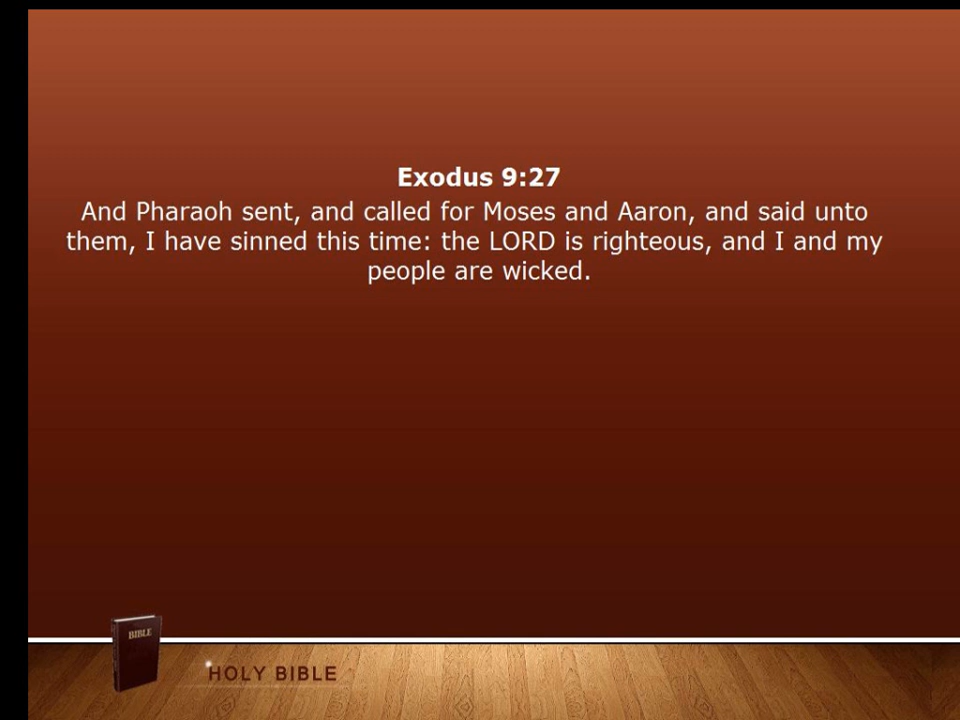 Exodus 9:27
And Pharaoh sent, and called for Moses and Aaron, and said unto
them, I have sinned this time: the LORD is righteous, and I and my
people are wicked.
BIBLE
HOLY BIBLE